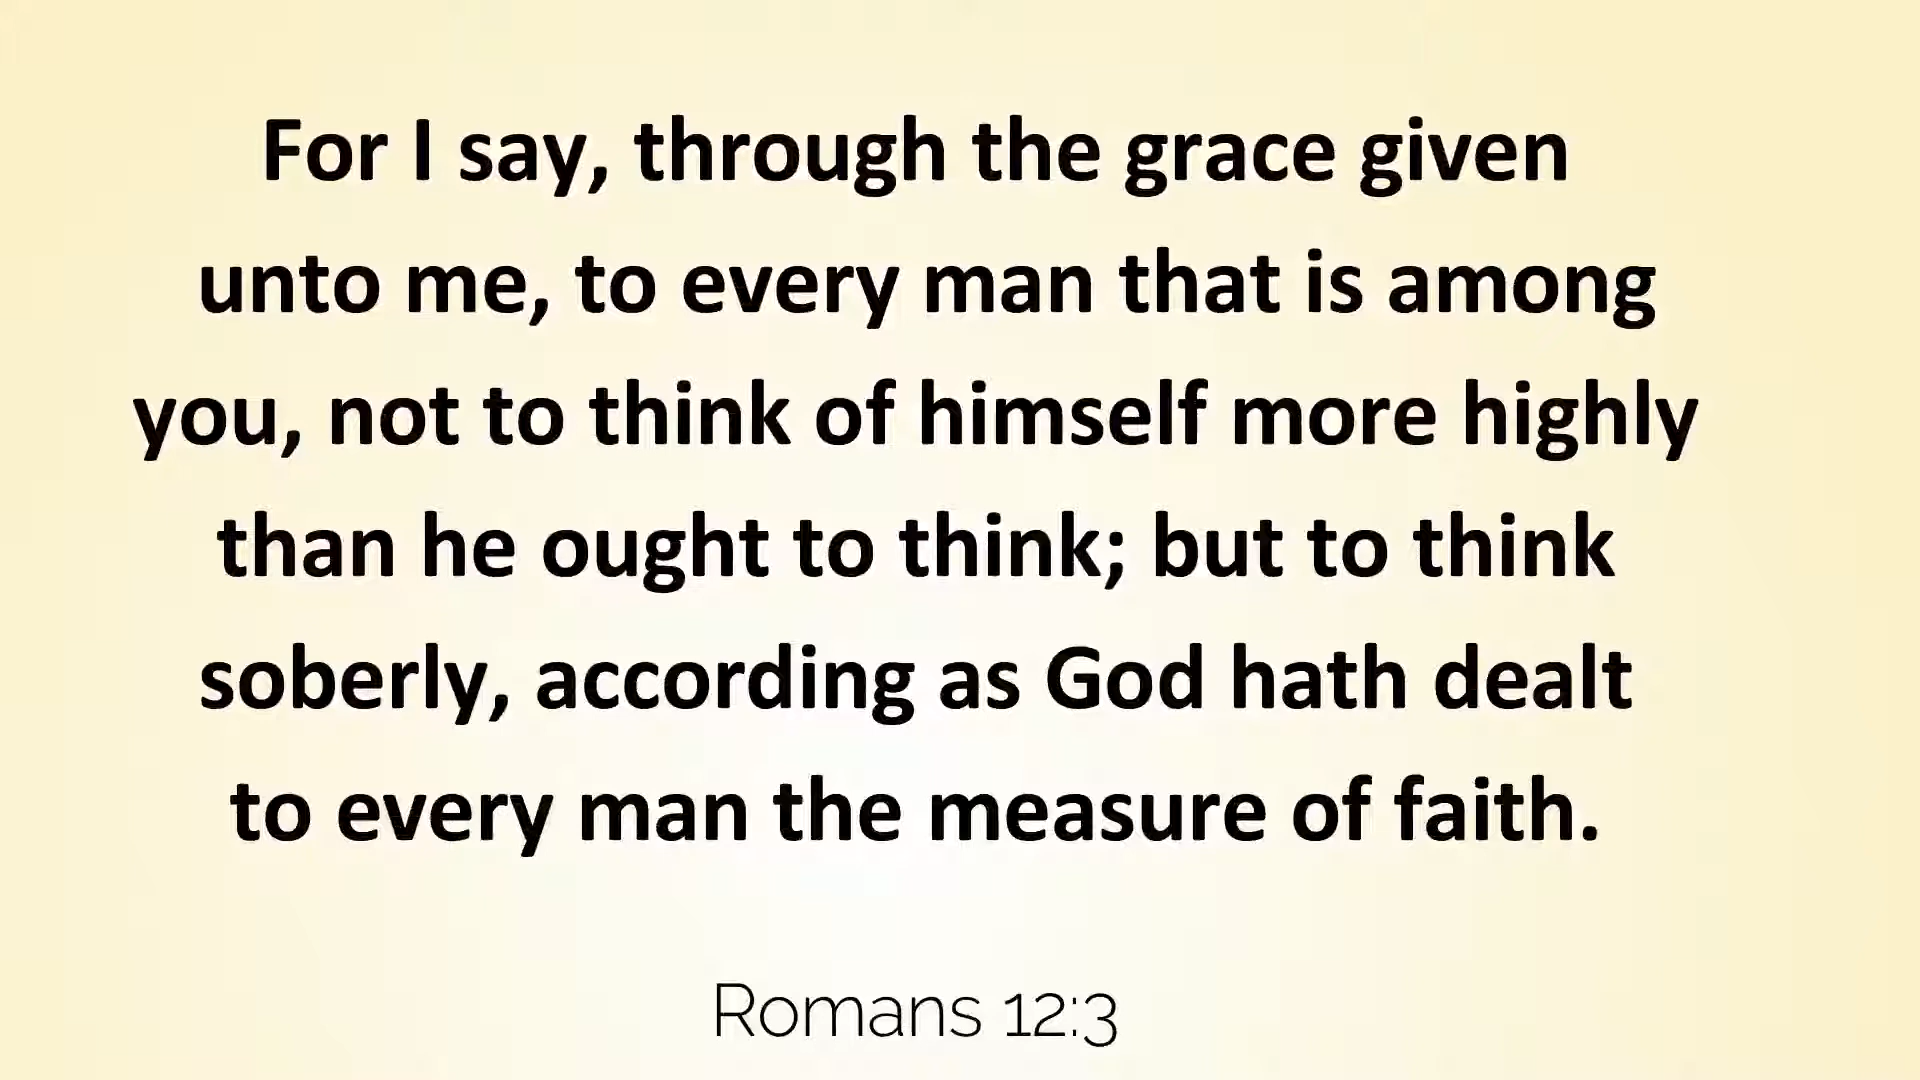 For I say, through the grace given
unto me, to every man that is among
you, not to think of himself more highly
than he ought to think; but to think
soberly, according as God hath dealt
to every man the measure of faith.
Romans 12:3